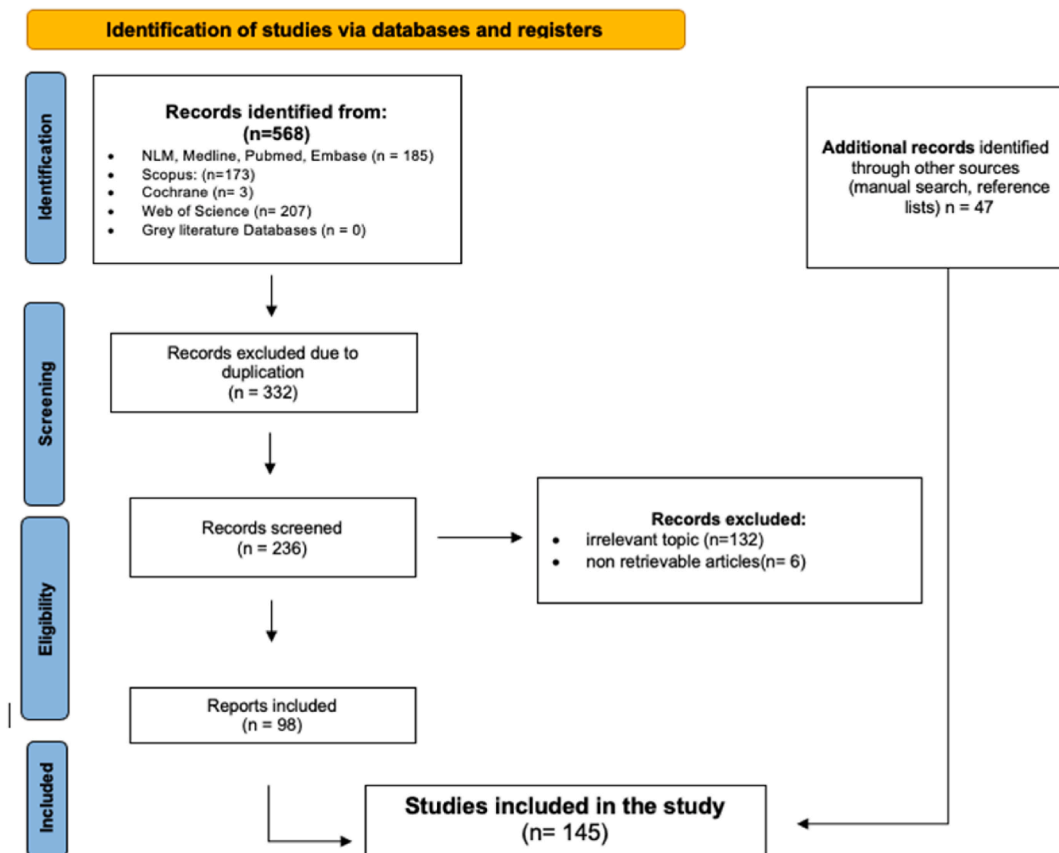 Identification of studies via databases and registers
Identification
Records identified from:
(n=568)
• NLM, Medline, Pubmed, Embase (n = 185)
• Scopus: (n=173)
• Cochrane (n= 3)
• Web of Science (n= 207)
• Grey literature Databases (n = 0)
Additional records identified
through other sources
(manual search, reference
lists) n = 47
Screening
Records excluded due to
duplication
(n = 332)
Records screened
(n = 236)
Records excluded:
• irrelevant topic (n=132)
• non retrievable articles(n= 6)
Eligibility
Reports included
(n = 98)
Included
Studies included in the study
(n= 145)